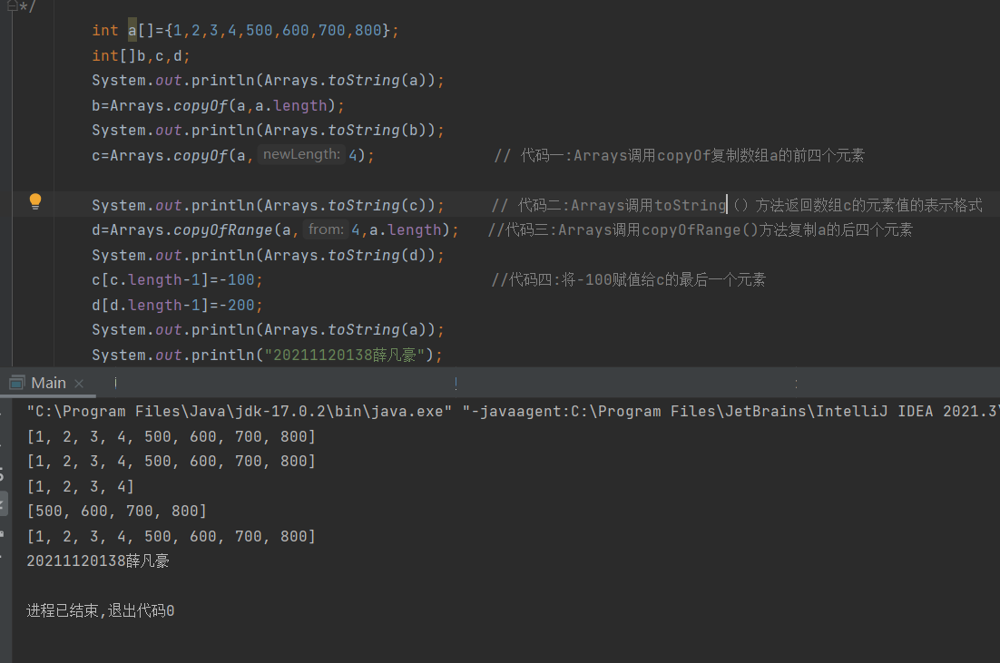 */
int a[]={1,2,3,4,500,600,700,800};
int[]b,c,d;
System.out.println(Arrays.toString(a));
b=Arrays.copyOf(a,a.length);
System.out.println(Arrays.toString(b));
c=Arrays.copyOf(a, newLength: 4); // 代码一:Arrays调用copyOf复制数组a的前四个元素
System.out.println(Arrays.toString(c)); // 代码二:Arrays调用toString（）方法返回数组c的元素值的表示格式
d=Arrays.copyOfRange(a, from: 4,a.length); //代码三:Arrays调用copyOfRange()方法复制a的后四个元素
System.out.println(Arrays.toString(d));
c[c.length-1]=-100; //代码四:将-100赋值给c的最后一个元素
d[d.length-1]=-200;
System.out.println(Arrays.toString(a));
System.out.println("20211120138薛凡豪");
Main ×
"C:\Program Files\Java\jdk-17.0.2\bin\java.exe" "-javaagent:C:\Program Files\JetBrains\IntelliJ IDEA 2021.3\
[1, 2, 3, 4, 500, 600, 700, 800]
[1, 2, 3, 4, 500, 600, 700, 800]
[1, 2, 3, 4]
[500, 600, 700, 800]
[1, 2, 3, 4, 500, 600, 700, 800]
20211120138薛凡豪
进程已结束,退出代码0